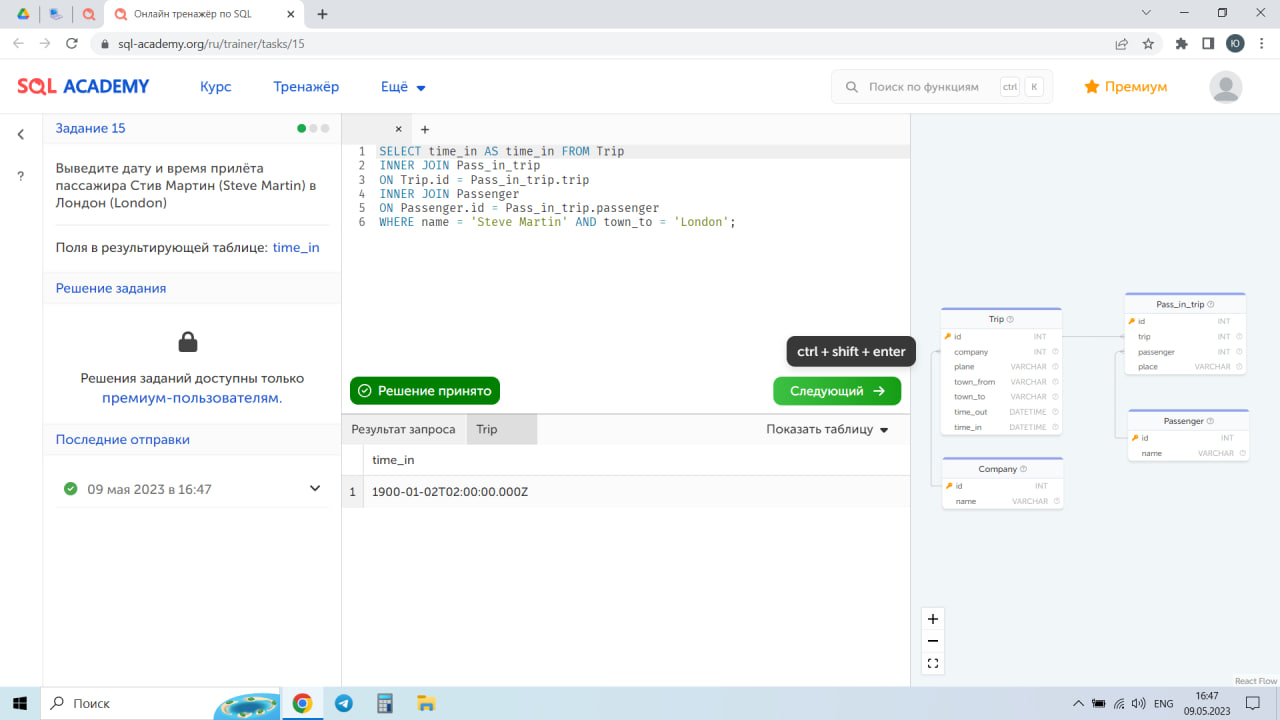 Онлайн тренажёр по SQL
sql-academy.org/ru/trainer/tasks/15
Ю
SQL ACADEMY
Курс
Тренажёр
Ещё
Поиск по функциям
ctrl
K
Премиум
Задание 15
?
Выведите дату и время прилёта
пассажира Стив Мартин (Steve Martin) в
Лондон (London)
Поля в результирующей таблице: time_in
Решение задания
Решения заданий доступны только
премиум-пользователям.
Последние отправки
09 мая 2023 в 16:47
1 SELECT time_in AS time_in FROM Trip
2 INNER JOIN Pass_in_trip
3 ON Trip.id = Pass_in_trip.trip
4 INNER JOIN Passenger
5 ON Passenger.id = Pass_in_trip.passenger
6 WHERE name = 'Steve Martin' AND town_to = 'London';
ctrl + shift + enter
Решение принято
Следующий
Результат запроса
Trip
Показать таблицу
time_in
1 1900-01-02T02:00:00.000Z
Trip
id INT
company INT
plane VARCHAR
town_from VARCHAR
town_to VARCHAR
time_out DATETIME
time_in DATETIME
Pass_in_trip
id INT
trip INT
passenger INT
place VARCHAR
Passenger
id INT
name VARCHAR
Company
id INT
name VARCHAR
React Flow
Поиск
ENG
16:47
09.05.2023